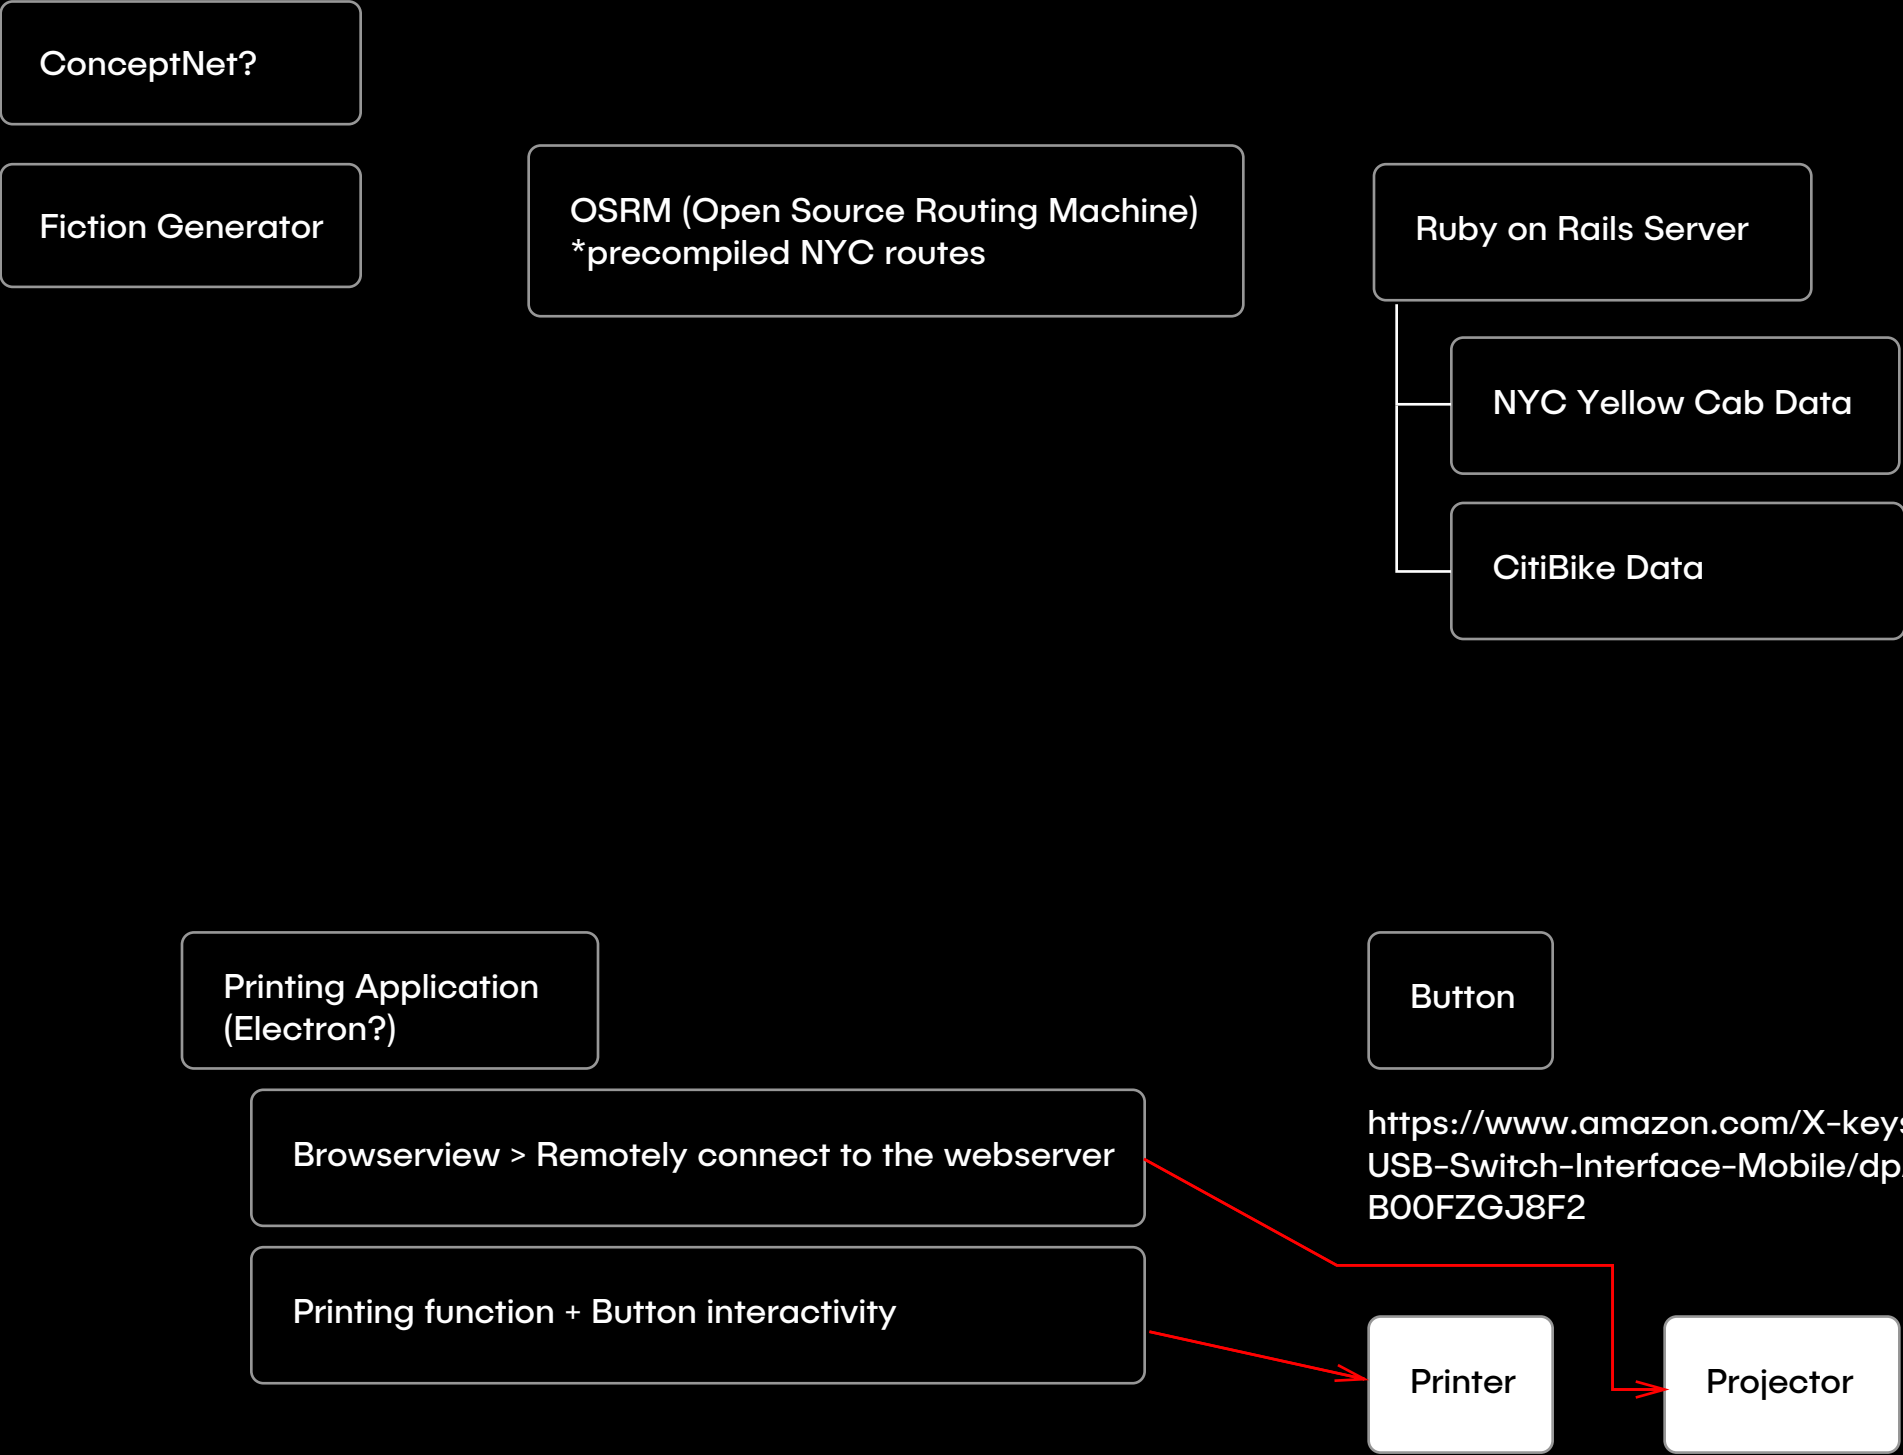 ConceptNet?
Fiction Generator
OSRM (Open Source Routing Machine)
*precompiled NYC routes
Ruby on Rails Server
NYC Yellow Cab Data
CitiBike Data
Printing Application
(Electron?)
Browserview > Remotely connect to the webserver
Printing function + Button interactivity
Button
https://www.amazon.com/X-keys
USB-Switch-Interface-Mobile/dp/
B00FZGJ8F2
Printer
Projector